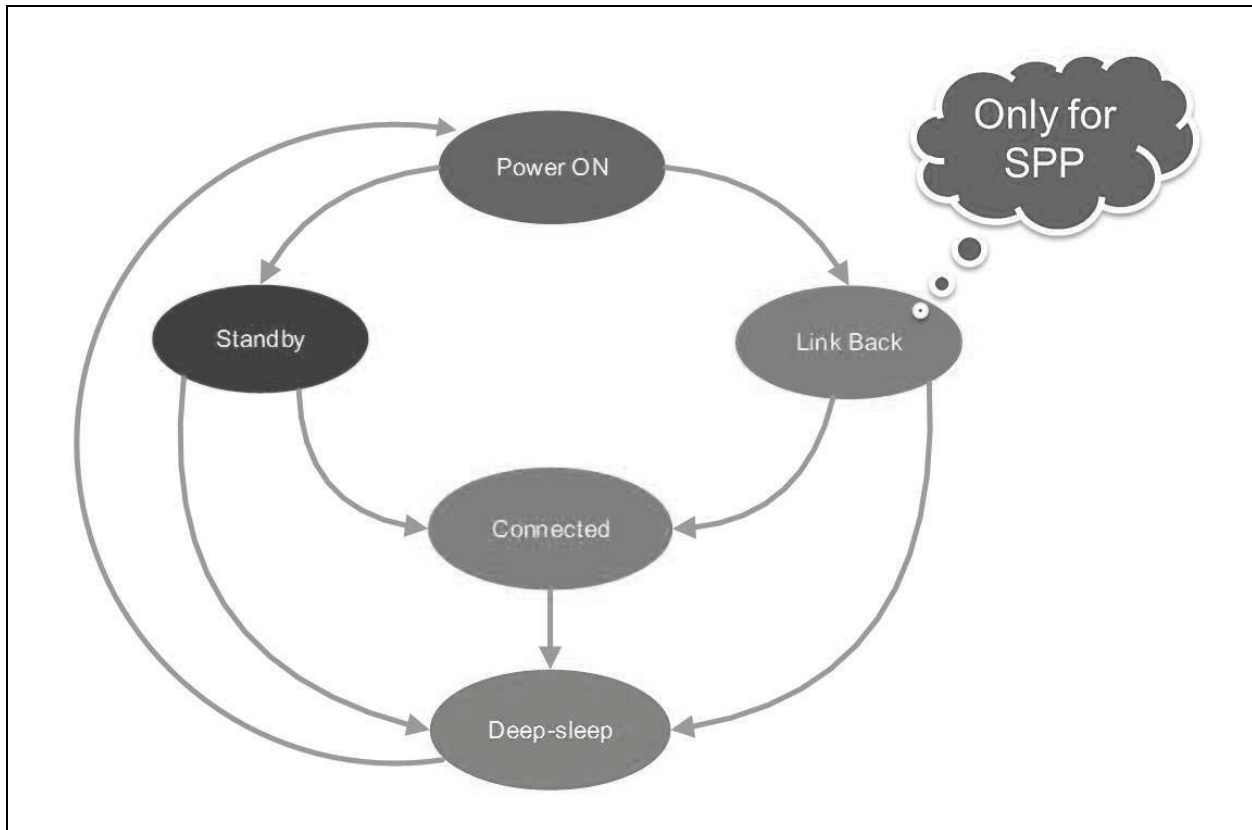 Power ON
Only for
SPP
Standby
Link Back
Connected
Deep-sleep